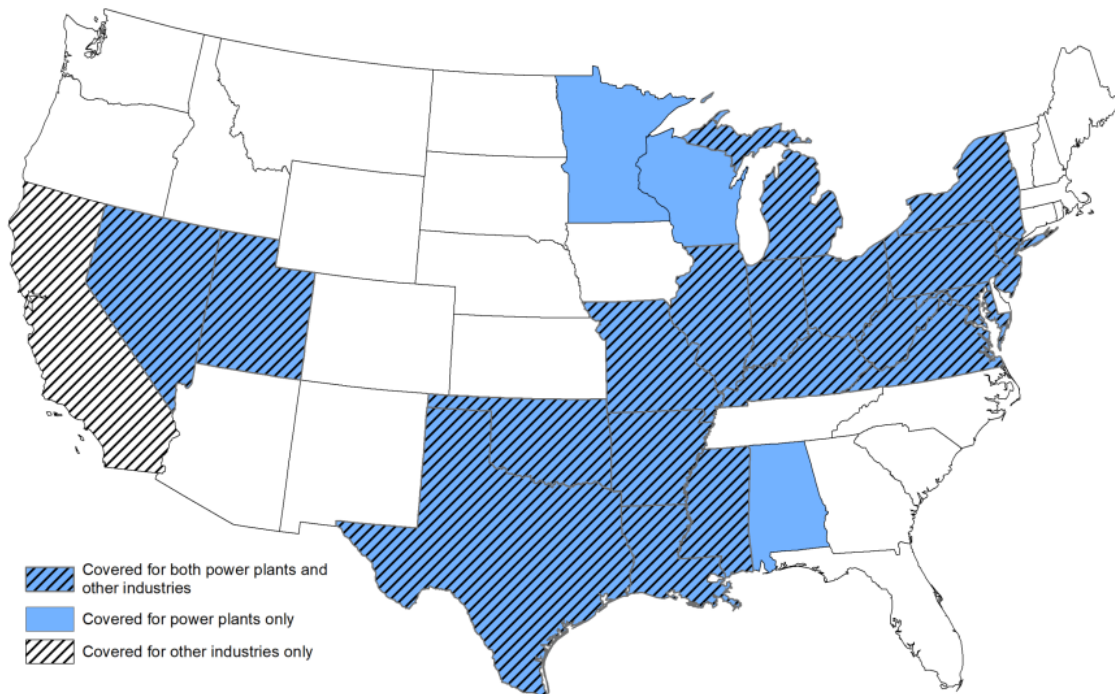 Covered for both power plants and
other industries
Covered for power plants only
Covered for other industries only